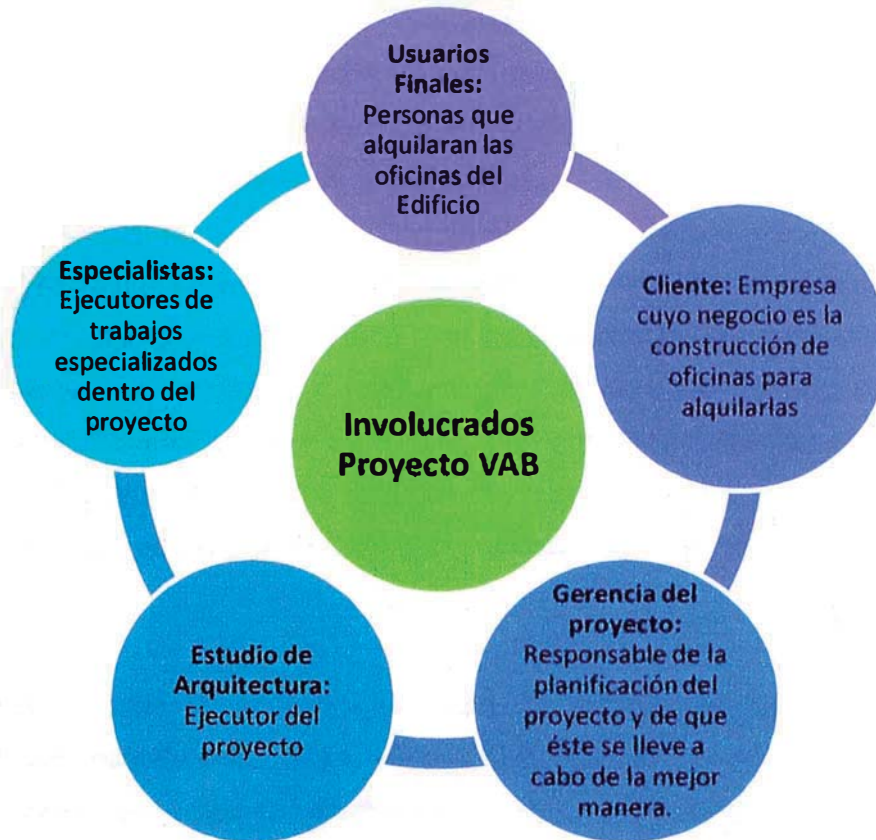 Usuarios
Finales:
Personas que
alquilaran las
oficinas del
Edificio
Cliente: Empresa
cuyo negocio es la
construcción de
oficinas para
alquilarlas
Gerencia del
proyecto:
Responsable de la
planificación del
proyecto y de que
éste se lleve a
cabo de la mejor
manera.
Estudio de
Arquitectura:
Ejecutor del
proyecto
Especialistas:
Ejecutores de
trabajos
especializados
dentro del
proyecto
Involucrados
Proyecto VAB